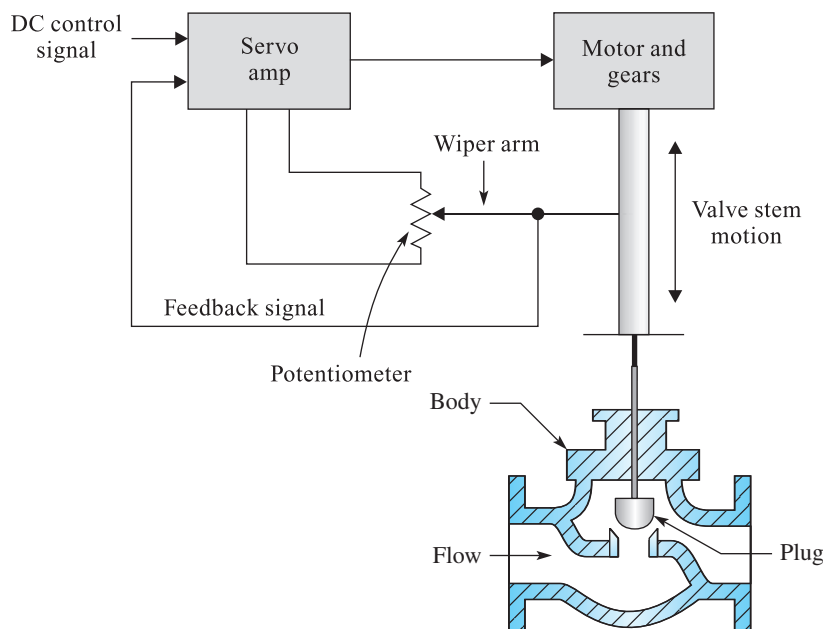 DC control
signal
Servo
amp
Motor and
gears
Wiper arm
Valve stem
motion
Feedback signal
Potentiometer
Body
Flow
Plug